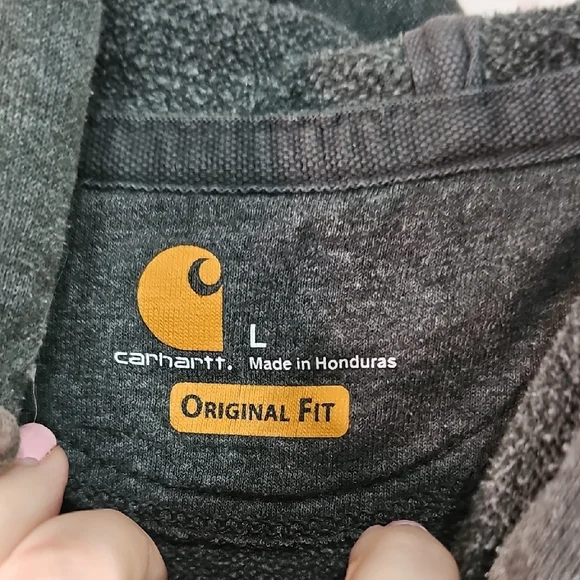 L
carhartt. Made in Honduras
ORIGINAL FIT